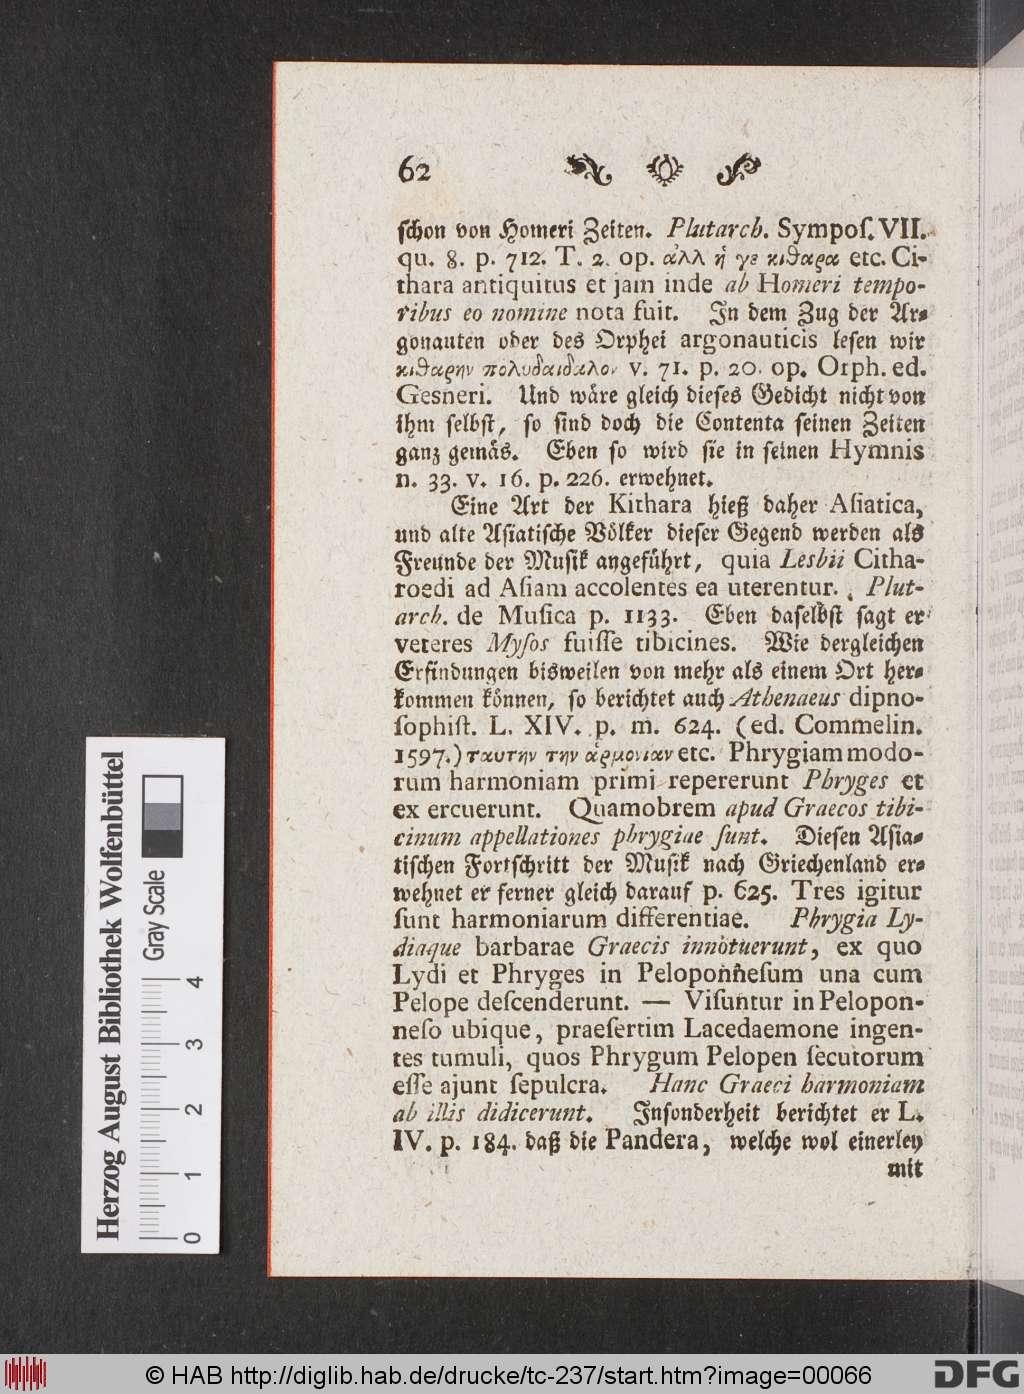 62
ſchon von Homeri Zeiten. Plutarch. Sympoſ. VII.
qu. 8. p. 712. T. 2. op. ἀλλ ἡ γε κιθαρα etc. Ci-
thara antiquitus et jam inde ab Homeri tempo-
ribus eo nomine nota fuit. In dem Zug der Ar-
gonauten oder des Orphei argonauticis leſen wir
κιθαρην πολυδαιδαλον v. 71. p. 20. op. Orph. ed.
Gesneri. Und wäre gleich dieſes Gedicht nicht von
ihm ſelbſt, ſo ſind doch die Contenta ſeinen Zeiten
ganz gemäs. Eben ſo wird ſie in ſeinen Hymnis
n. 33. v. 16. p. 226. erwehnet.
Eine Art der Kithara hieß daher Aſiatica,
und alte Aſiatiſche Völker dieſer Gegend werden als
Freunde der Muſik angeführt, quia Lesbii Citha-
roedi ad Aſiam accolentes ea uterentur. Plut-
arch. de Muſica p. 1133. Eben daſelbſt ſagt er
veteres Myſos fuiſſe tibicines. Wie dergleichen
Erfindungen bisweilen von mehr als einem Ort her-
kommen können, ſo berichtet auch Athenaeus dipno-
ſophiſt. L. XIV. p. m. 624. (ed. Commelin.
1597.) ταυτην την ἁρμονιαν etc. Phrygiam modo-
rum harmoniam primi repererunt Phryges et
ex ercuerunt. Quamobrem apud Graecos tibi-
cinum appellationes phrygiae ſunt. Dieſen Aſia-
tiſchen Fortſchritt der Muſik nach Griechenland er-
wehnet er ferner gleich darauf p. 625. Tres igitur
ſunt harmoniarum differentiae. Phrygia Ly-
diaque barbarae Graecis innotuerunt, ex quo
Lydi et Phryges in Peloponneſum una cum
Pelope deſcenderunt. — Viſuntur in Pelopon-
neſo ubique, praeſertim Lacedaemone ingen-
tes tumuli, quos Phrygum Pelopen ſecutorum
eſſe ajunt ſepulcra. Hanc Graeci harmoniam
ab illis didicerunt. Inſonderheit berichtet er L.
IV. p. 184. daß die Pandera, welche wol einerley
mit
Herzog August Bibliothek Wolfenbüttel
Gray Scale
0 1 2 3 4
© HAB http://diglib.hab.de/drucke/tc-237/start.htm?image=00066
DFG